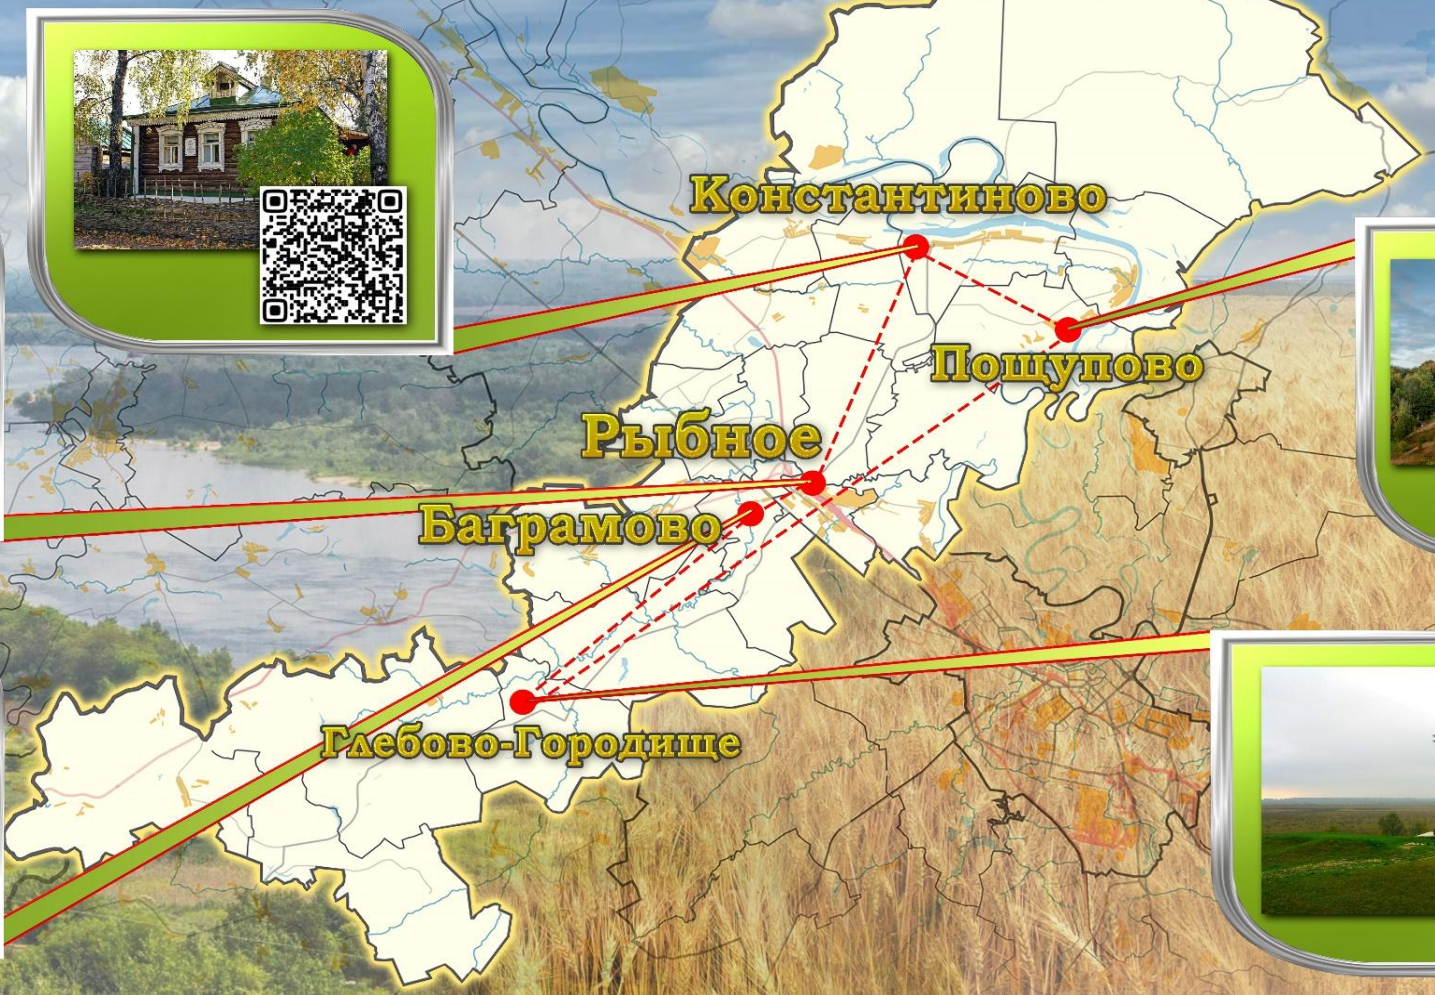 Константиново
Пощупово
Рыбное
Баграмово
Глебово-Городище